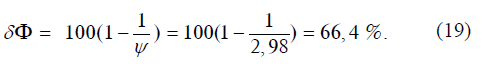 δΦ = 100(1−1/ψ) = 100(1−1/2,98) = 66,4 %. (19)